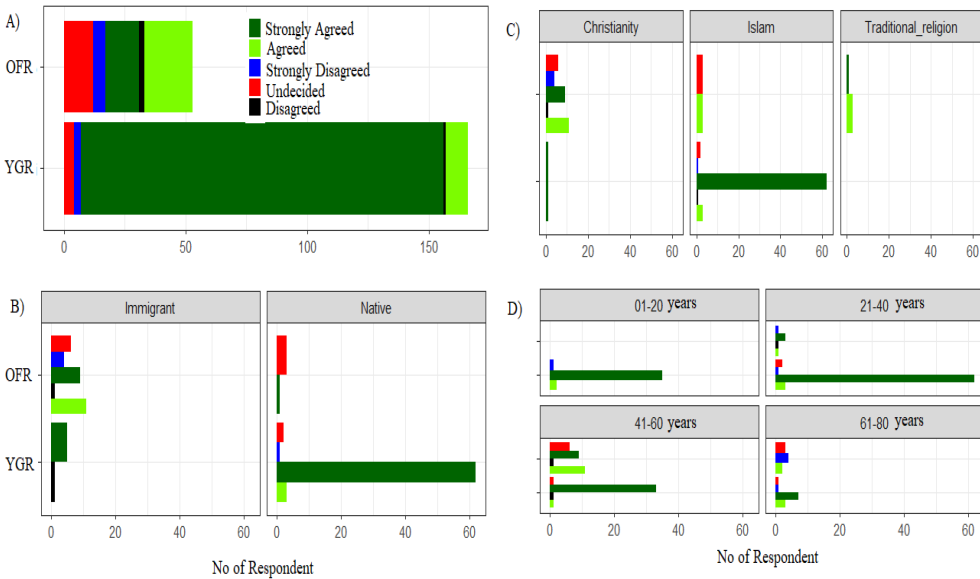 A)
OFR
YGR
Strongly Agreed
Agreed
Strongly Disagreed
Undecided
Disagreed
0 50 100 150
B)
Immigrant Native
OFR
YGR
0 20 40 60 0 20 40 60
No of Respondent
C)
Christianity Islam Traditional_religion
0 20 40 60 0 20 40 60 0 20 40 60
D)
01-20 years 21-40 years
41-60 years 61-80 years
0 20 40 60 0 20 40 60
No of Respondent